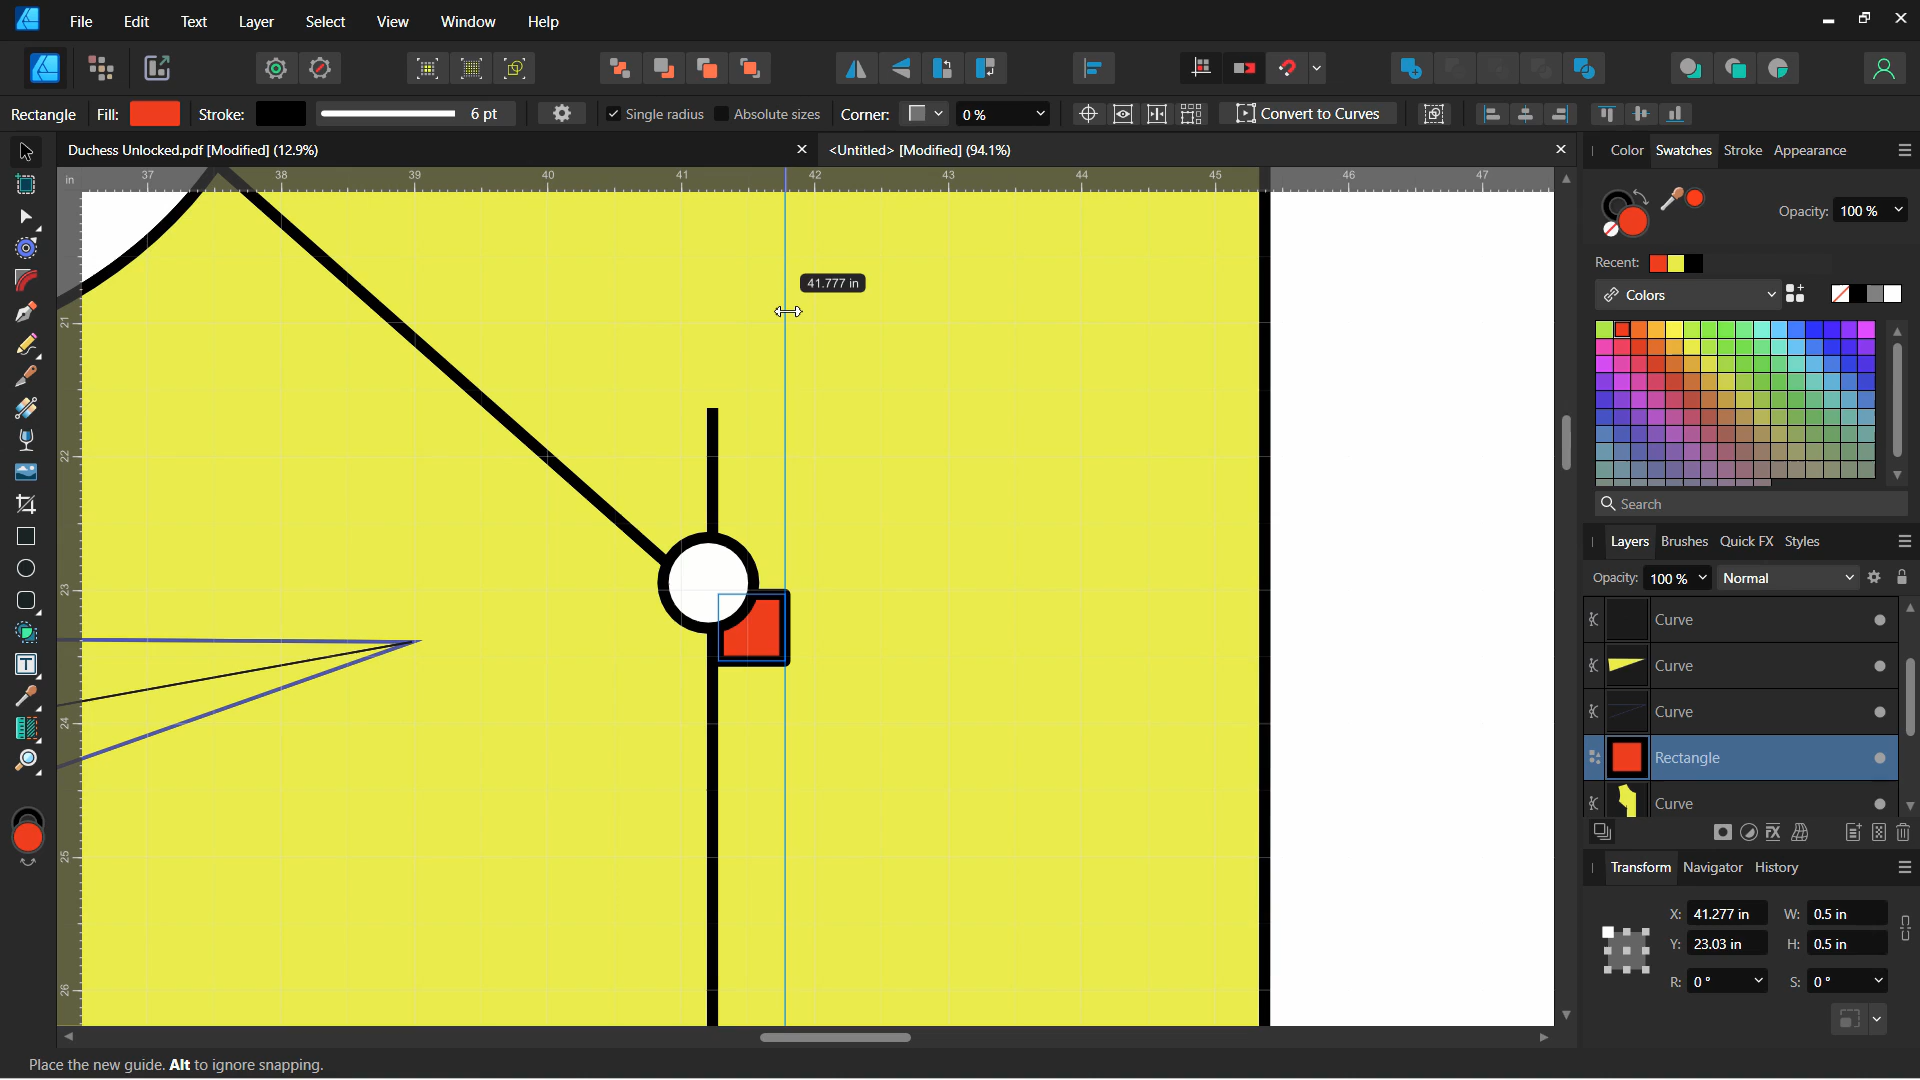 File Edit Text Layer Select View Window Help
Rectangle Fill: Stroke: 6 pt Single radius Absolute sizes Corner: 0 % Convert to Curves
Duchess Unlocked.pdf [Modified] (12.9%)
<Untitled> [Modified] (94.1%)
Color Swatches Stroke Appearance
in 37 38 39 40 41 42 43 44 45 46 47
Opacity: 100 %
Recent:
41.777 in
Colors
21
22
23
24
25
26
Search
Layers Brushes Quick FX Styles
Opacity: 100 % Normal
Curve
Curve
Curve
Rectangle
Curve
FX
Transform Navigator History
X: 41.277 in W: 0.5 in
Y: 23.03 in H: 0.5 in
R: 0 ° S: 0 °
Place the new guide. Alt to ignore snapping.